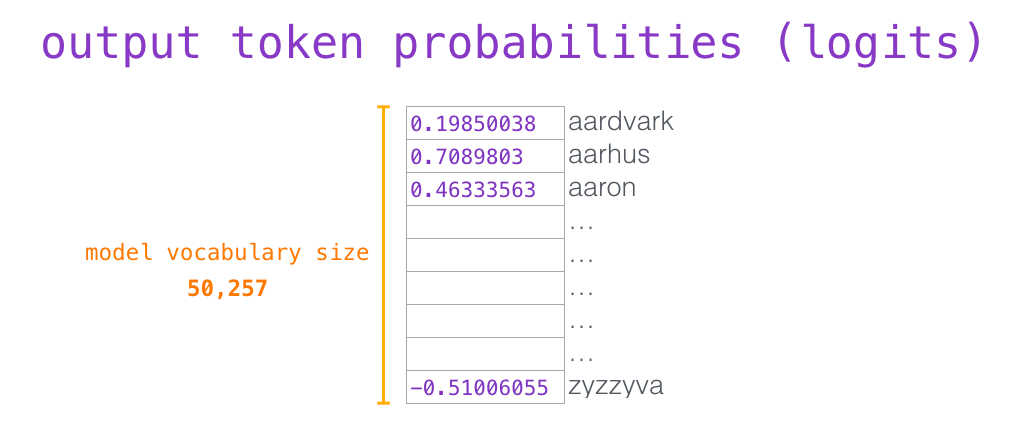 output token probabilities (logits)
0.19850038 aardvark
0.7089803 aarhus
0.46333563 aaron
...
...
model vocabulary size
50,257
...
...
...
-0.51006055 zyzzyva